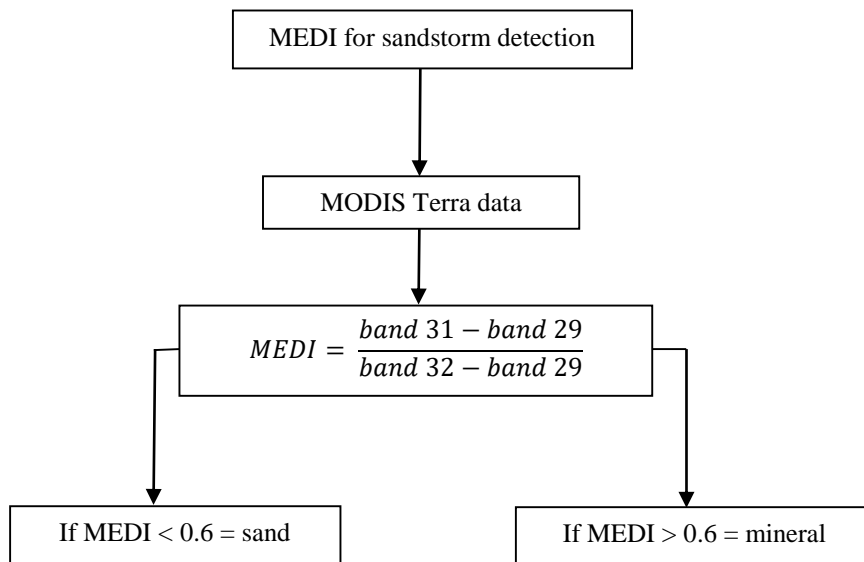 MEDI for sandstorm detection
MODIS Terra data
MEDI = band 31 − band 29 / band 32 − band 29
If MEDI < 0.6 = sand
If MEDI > 0.6 = mineral